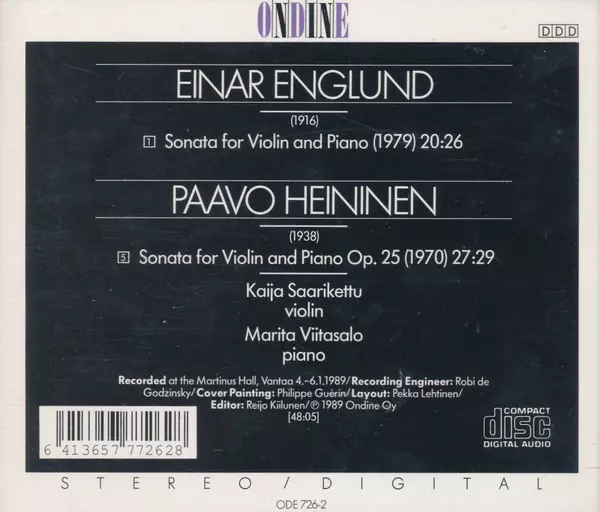 ONDINE
DDD
EINAR ENGLUND
(1916)
1 Sonata for Violin and Piano (1979) 20:26
PAAVO HEININEN
(1938)
5 Sonata for Violin and Piano Op. 25 (1970) 27:29
Kaija Saarikettu
violin
Marita Viitasalo
piano
Recorded at the Martinus Hall, Vantaa 4.–6.1.1989/Recording Engineer: Robi de
Godzinsky/Cover Painting: Philippe Guérin/Layout: Pekka Lehtinen/
Editor: Reijo Kiilunen/℗ 1989 Ondine Oy
[48:05]
6 413657 772628
COMPACT
disc
DIGITAL AUDIO
STEREO/DIGITAL
ODE 726-2